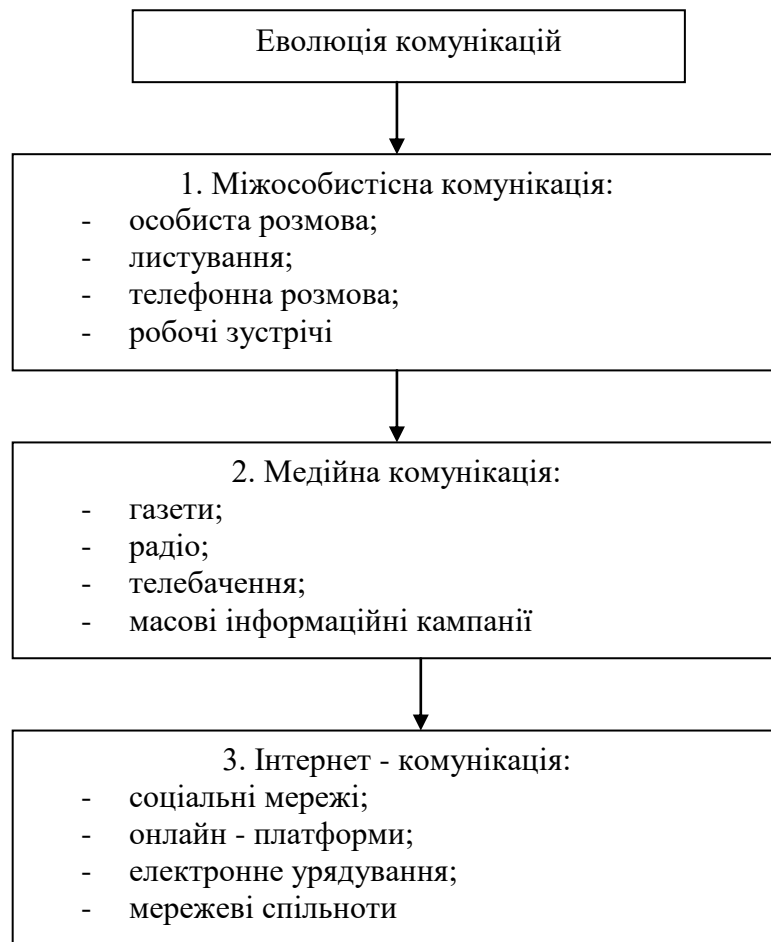 Еволюція комунікацій
1. Міжособистісна комунікація:
- особиста розмова;
- листування;
- телефонна розмова;
- робочі зустрічі
2. Медійна комунікація:
- газети;
- радіо;
- телебачення;
- масові інформаційні кампанії
3. Інтернет - комунікація:
- соціальні мережі;
- онлайн - платформи;
- електронне урядування;
- мережеві спільноти